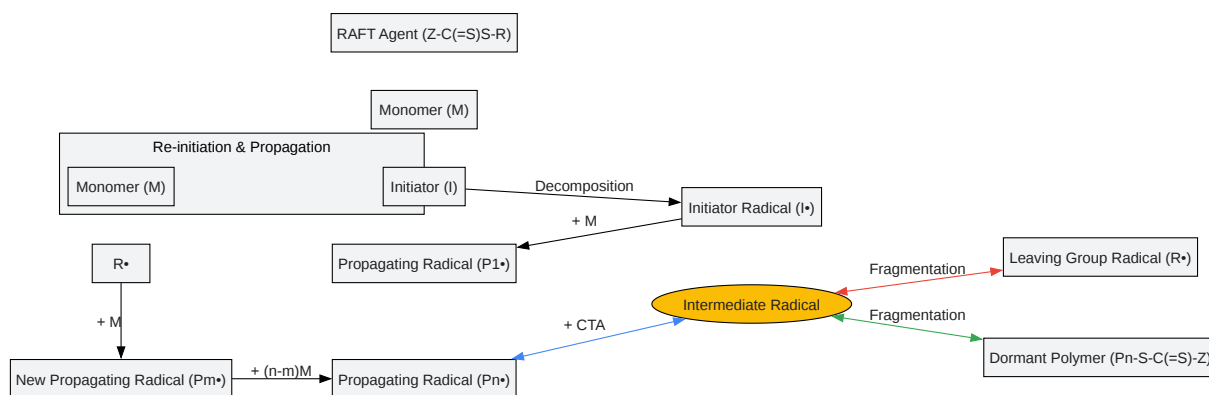 RAFT Agent (Z-C(=S)S-R)
Monomer (M)
Re-initiation & Propagation
Monomer (M)
Initiator (I)
Decomposition
Initiator Radical (I•)
+ M
Propagating Radical (P1•)
R•
Leaving Group Radical (R•)
Fragmentation
Intermediate Radical
Fragmentation
+ M
+ CTA
Dormant Polymer (Pn-S-C(=S)-Z)
New Propagating Radical (Pm•)
+ (n-m)M
Propagating Radical (Pn•)